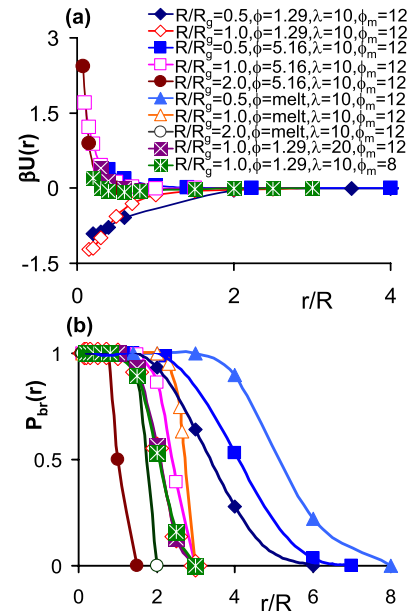 (a)
R/Rg=0.5,ϕ=1.29,λ=10,ϕm=12
R/Rg=1.0,ϕ=1.29,λ=10,ϕm=12
R/Rg=0.5,ϕ=5.16,λ=10,ϕm=12
R/Rg=1.0,ϕ=5.16,λ=10,ϕm=12
R/Rg=2.0,ϕ=5.16,λ=10,ϕm=12
R/Rg=0.5,ϕ=melt,λ=10,ϕm=12
R/Rg=1.0,ϕ=melt,λ=10,ϕm=12
R/Rg=2.0,ϕ=melt,λ=10,ϕm=12
R/Rg=1.0,ϕ=1.29,λ=20,ϕm=12
R/Rg=1.0,ϕ=1.29,λ=10,ϕm=8
3
1.5
0
-1.5
βU(r)
0 2 4
r/R
(b)
1
0.5
0
Pbr(r)
0 2 4 6 8
r/R